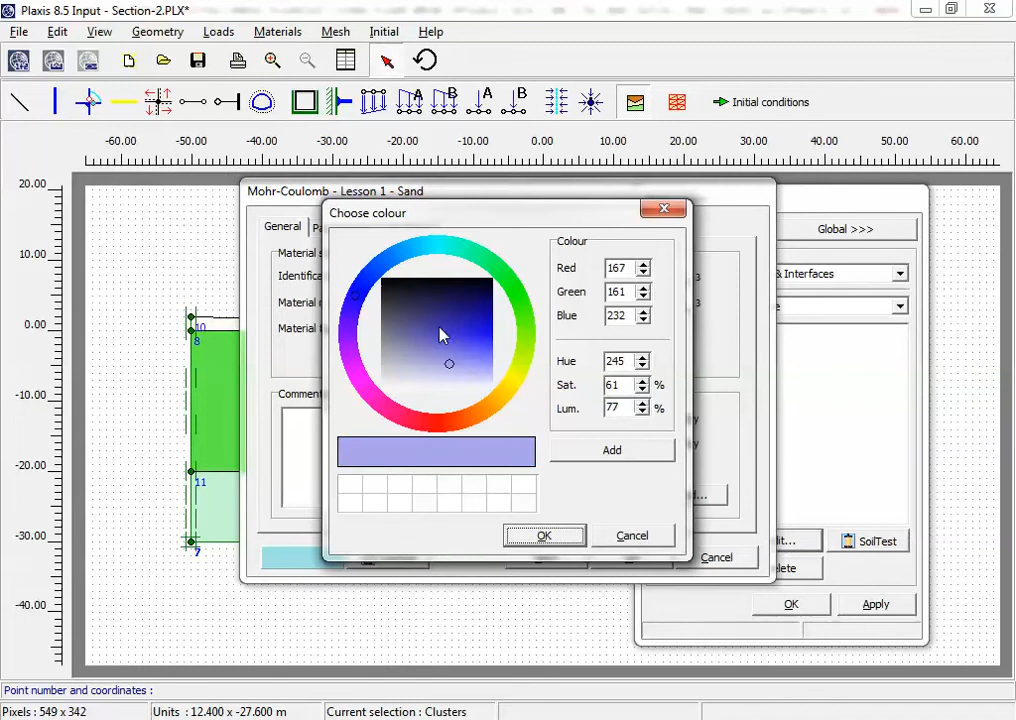 Plaxis 8.5 Input - Section-2.PLX*
File Edit View Geometry Loads Materials Mesh Initial Help
A B A B Initial conditions
-60.00 -50.00 -40.00 -30.00 -20.00 -10.00 0.00 10.00 20.00 30.00 40.00 50.00 60.00
20.00
10.00
0.00
-10.00
-20.00
-30.00
-40.00
10
8
11
7
Mohr-Coulomb - Lesson 1 - Sand
General
Material s
Identifica
Material
Material
Comment
Cancel
Choose colour
Colour
Red 167
Green 161
Blue 232
Hue 245
Sat. 61 %
Lum. 77 %
Add
OK Cancel
Global >>>
& Interfaces
SoilTest
OK Apply
Point number and coordinates :
Pixels : 549 x 342 Units : 12.400 x -27.600 m Current selection : Clusters